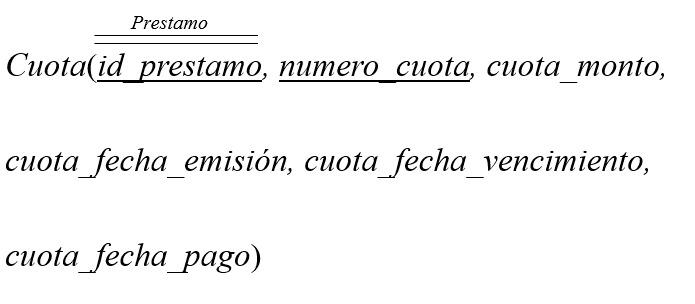 Prestamo
Cuota(id_prestamo, numero_cuota, cuota_monto,
cuota_fecha_emisión, cuota_fecha_vencimiento,
cuota_fecha_pago)